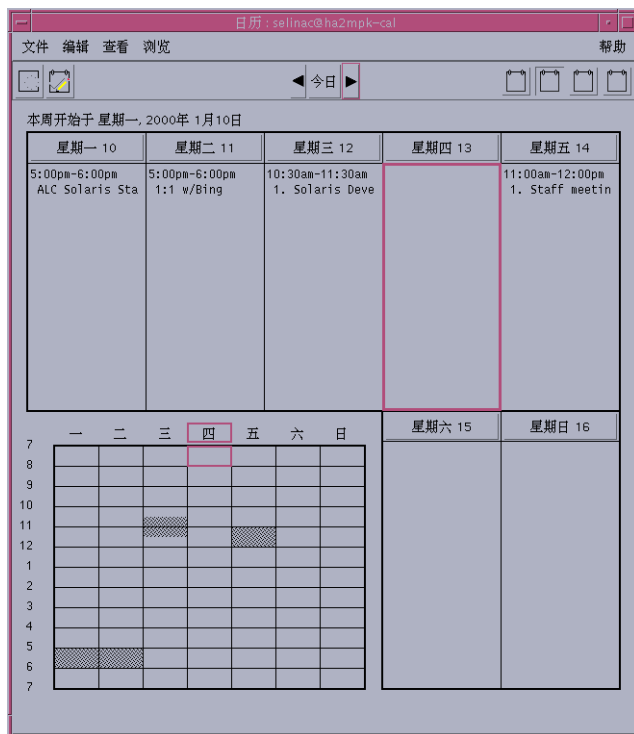 日历 : selinac@ha2mpk-cal
文件 编辑 查看 浏览 帮助
今日
本周开始于 星期一, 2000年 1月10日
星期一 10 星期二 11 星期三 12 星期四 13 星期五 14
5:00pm-6:00pm 5:00pm-6:00pm 10:30am-11:30am 11:00am-12:00pm
ALC Solaris Sta 1:1 w/Bing 1. Solaris Deve 1. Staff meetin
星期六 15 星期日 16
一 二 三 四 五 六 日
7
8
9
10
11
12
1
2
3
4
5
6
7